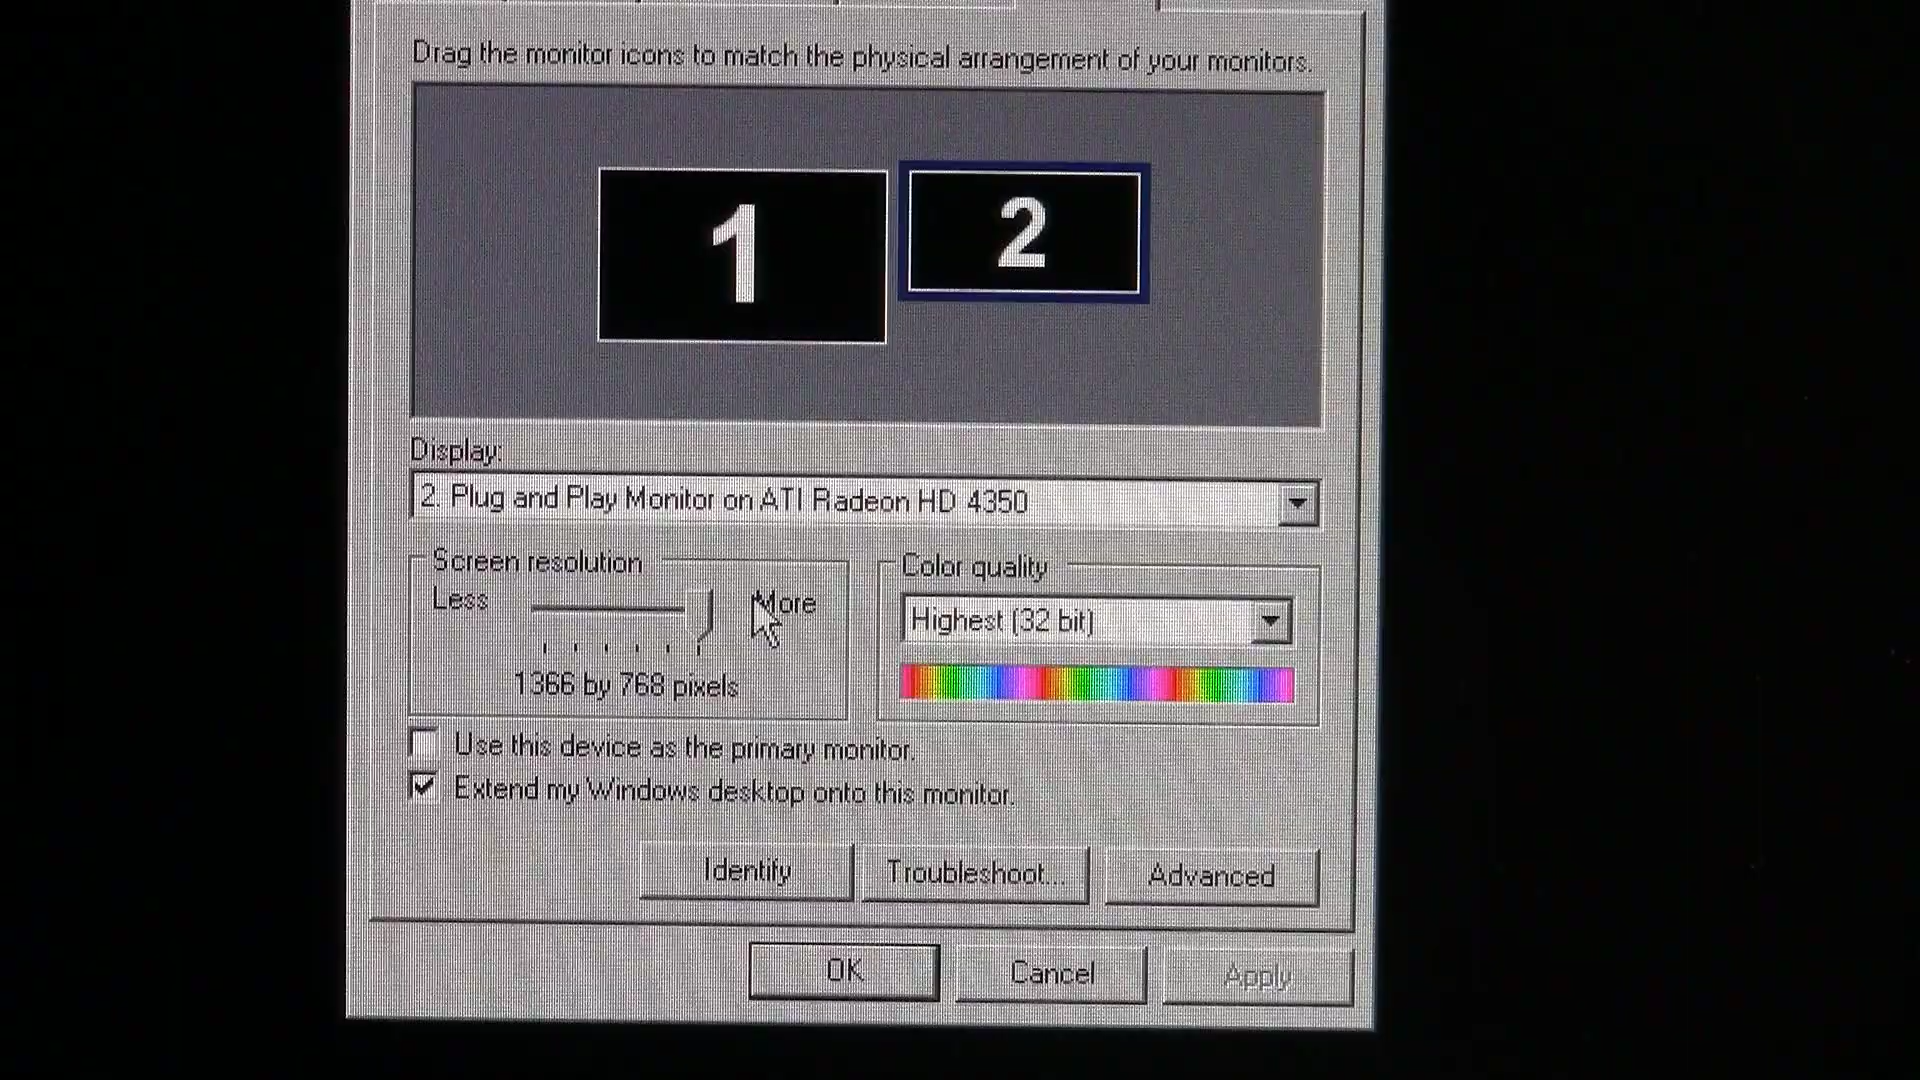 Drag the monitor icons to match the physical arrangement of your monitors.
1
2
Display:
2. Plug and Play Monitor on ATI Radeon HD 4350
Screen resolution
Less
More
1366 by 768 pixels
Color quality
Highest (32 bit)
Use this device as the primary monitor.
Extend my Windows desktop onto this monitor.
Identify
Troubleshoot...
Advanced
OK
Cancel
Apply